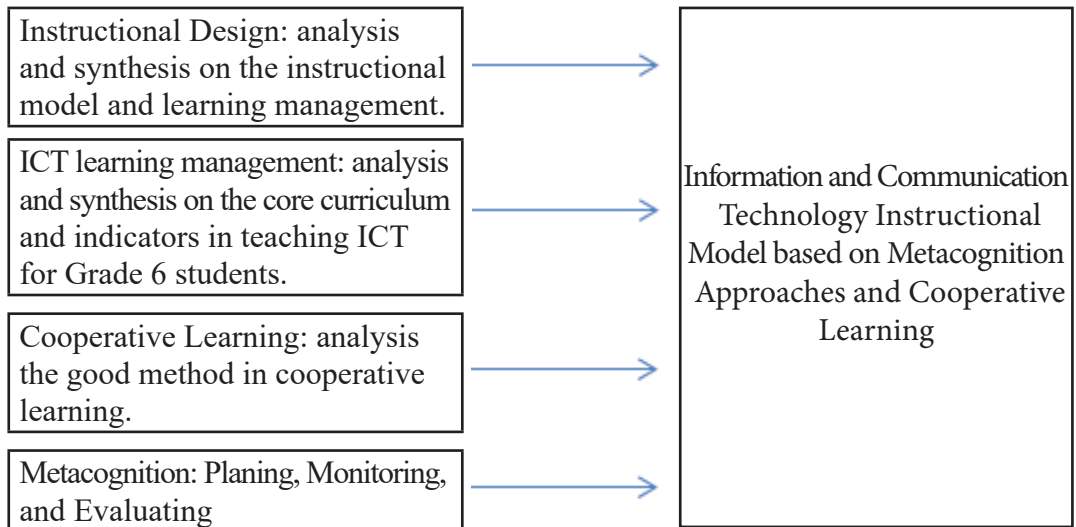 Instructional Design: analysis
and synthesis on the instructional
model and learning management.
ICT learning management: analysis
and synthesis on the core curriculum
and indicators in teaching ICT
for Grade 6 students.
Cooperative Learning: analysis
the good method in cooperative
learning.
Metacognition: Planing, Monitoring,
and Evaluating
Information and Communication
Technology Instructional
Model based on Metacognition
Approaches and Cooperative
Learning